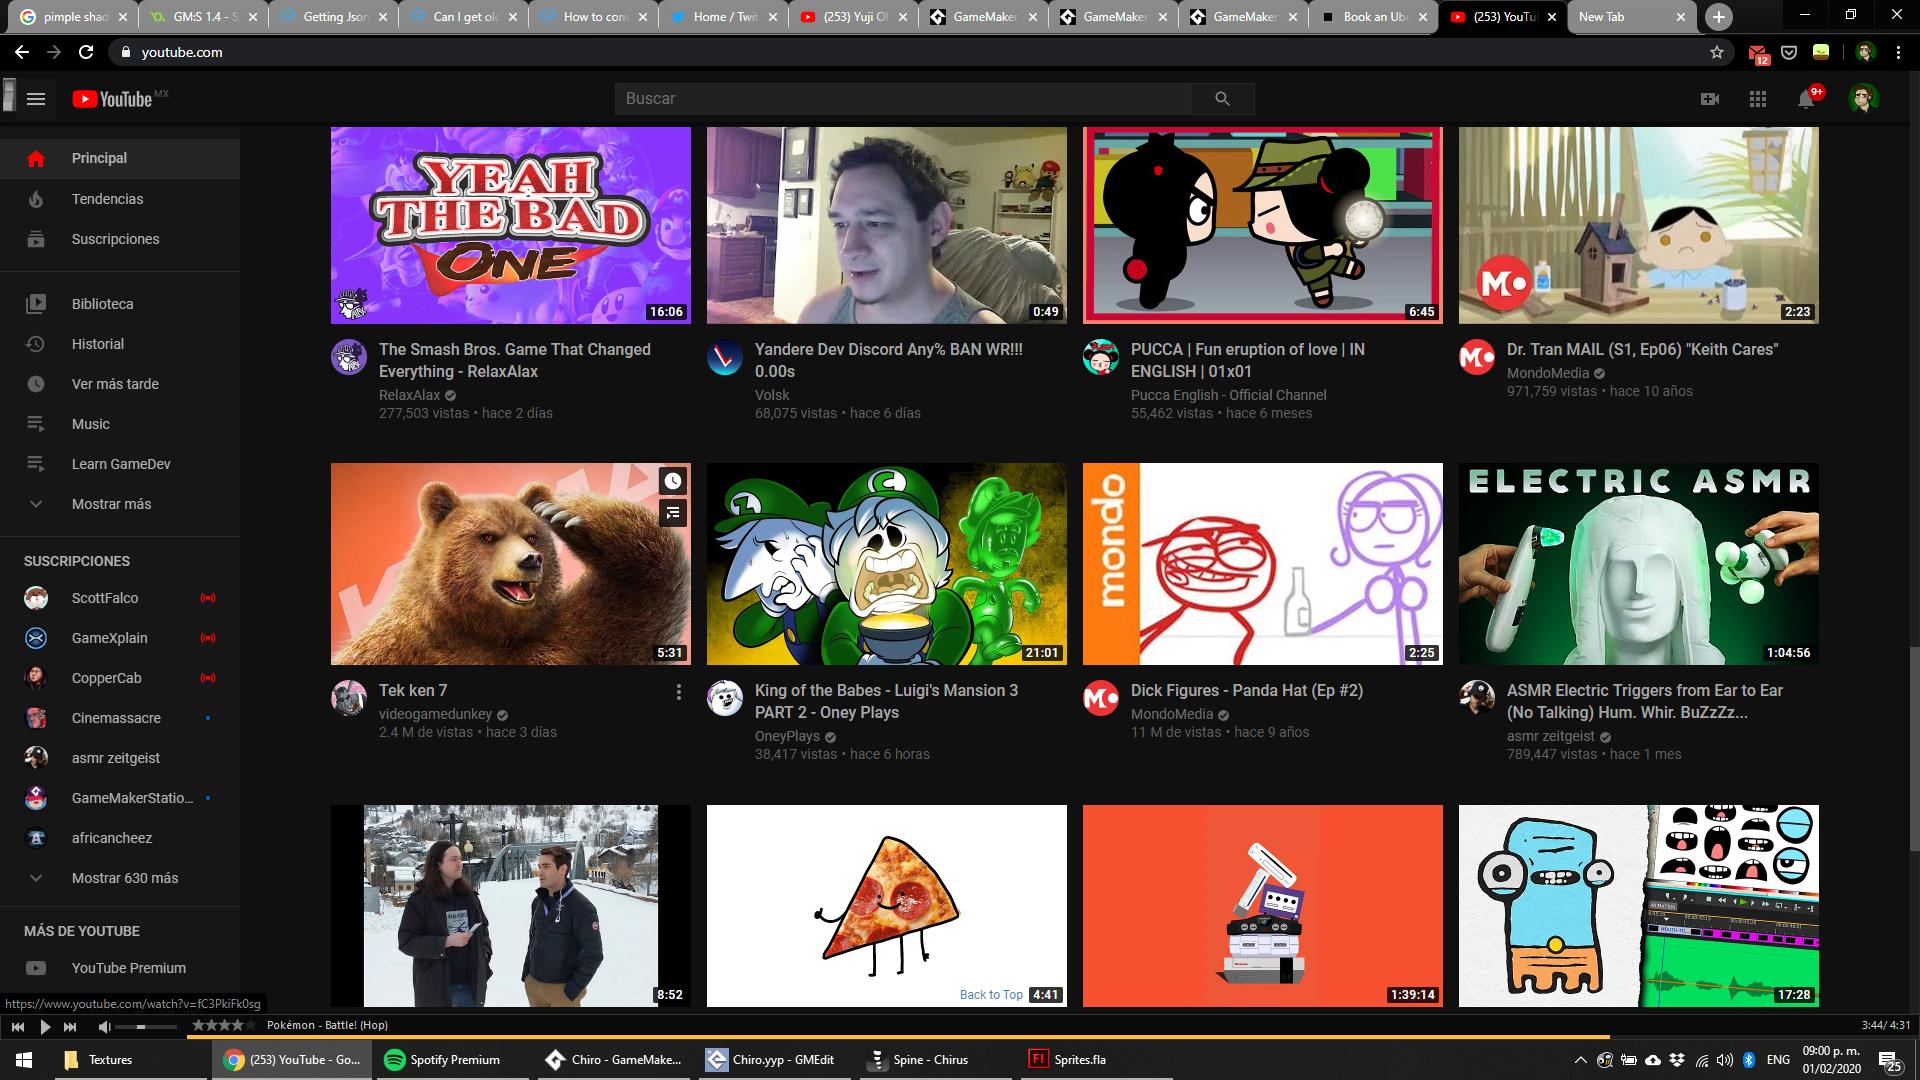 pimple shad
GM:S 1.4 - S
Getting Json
Can I get old
How to conv
Home / Twit
(253) Yuji Oh
GameMaker
GameMaker
GameMaker
Book an Ube
(253) YouTub
New Tab
youtube.com
12
YouTube MX
Buscar
9+
Principal
Tendencias
Suscripciones
Biblioteca
Historial
Ver más tarde
Music
Learn GameDev
Mostrar más
SUSCRIPCIONES
ScottFalco
GameXplain
CopperCab
Cinemassacre
asmr zeitgeist
GameMakerStatio...
africancheez
Mostrar 630 más
MÁS DE YOUTUBE
YouTube Premium
YEAH
THE BAD
ONE
16:06
The Smash Bros. Game That Changed
Everything - RelaxAlax
RelaxAlax
277,503 vistas • hace 2 días
0:49
Yandere Dev Discord Any% BAN WR!!!
0.00s
Volsk
68,075 vistas • hace 6 días
6:45
PUCCA | Fun eruption of love | IN
ENGLISH | 01x01
Pucca English - Official Channel
55,462 vistas • hace 6 meses
2:23
Dr. Tran MAIL (S1, Ep06) "Keith Cares"
MondoMedia
971,759 vistas • hace 10 años
5:31
Tek ken 7
videogamedunkey
2.4 M de vistas • hace 3 días
21:01
King of the Babes - Luigi's Mansion 3
PART 2 - Oney Plays
OneyPlays
38,417 vistas • hace 6 horas
mondo
2:25
Dick Figures - Panda Hat (Ep #2)
MondoMedia
11 M de vistas • hace 9 años
ELECTRIC ASMR
1:04:56
ASMR Electric Triggers from Ear to Ear
(No Talking) Hum. Whir. BuZzZz...
asmr zeitgeist
789,447 vistas • hace 1 mes
8:52
Back to Top
4:41
1:39:14
17:28
https://www.youtube.com/watch?v=fC3PkiFk0sg
Pokémon - Battle! (Hop)
3:44/ 4:31
Textures
(253) YouTube - Go...
Spotify Premium
Chiro - GameMake...
Chiro.yyp - GMEdit
Spine - Chirus
Sprites.fla
ENG
09:00 p. m.
01/02/2020
25